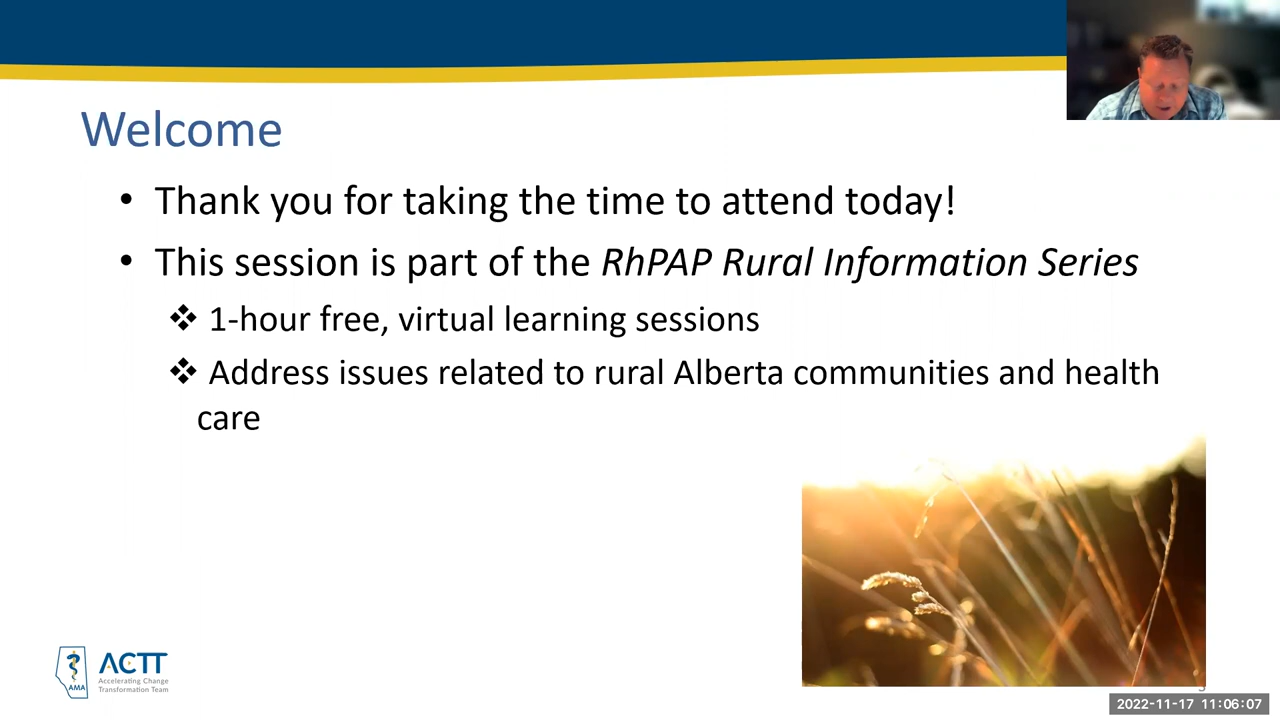 Welcome
• Thank you for taking the time to attend today!
• This session is part of the RhPAP Rural Information Series
❖ 1-hour free, virtual learning sessions
❖ Address issues related to rural Alberta communities and health
care
AMA
ACTT
Accelerating Change
Transformation Team
2022-11-17 11:06:07